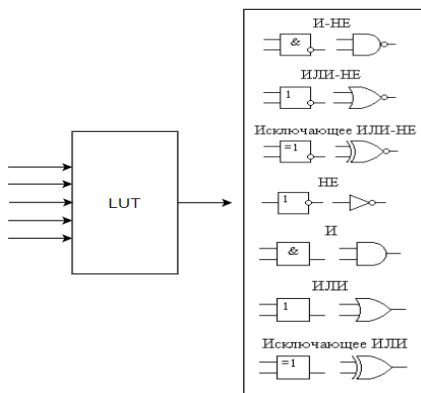 И-НЕ
&
ИЛИ-НЕ
1
Исключающее ИЛИ-НЕ
=1
НЕ
1
LUT
И
&
ИЛИ
1
Исключающее ИЛИ
=1